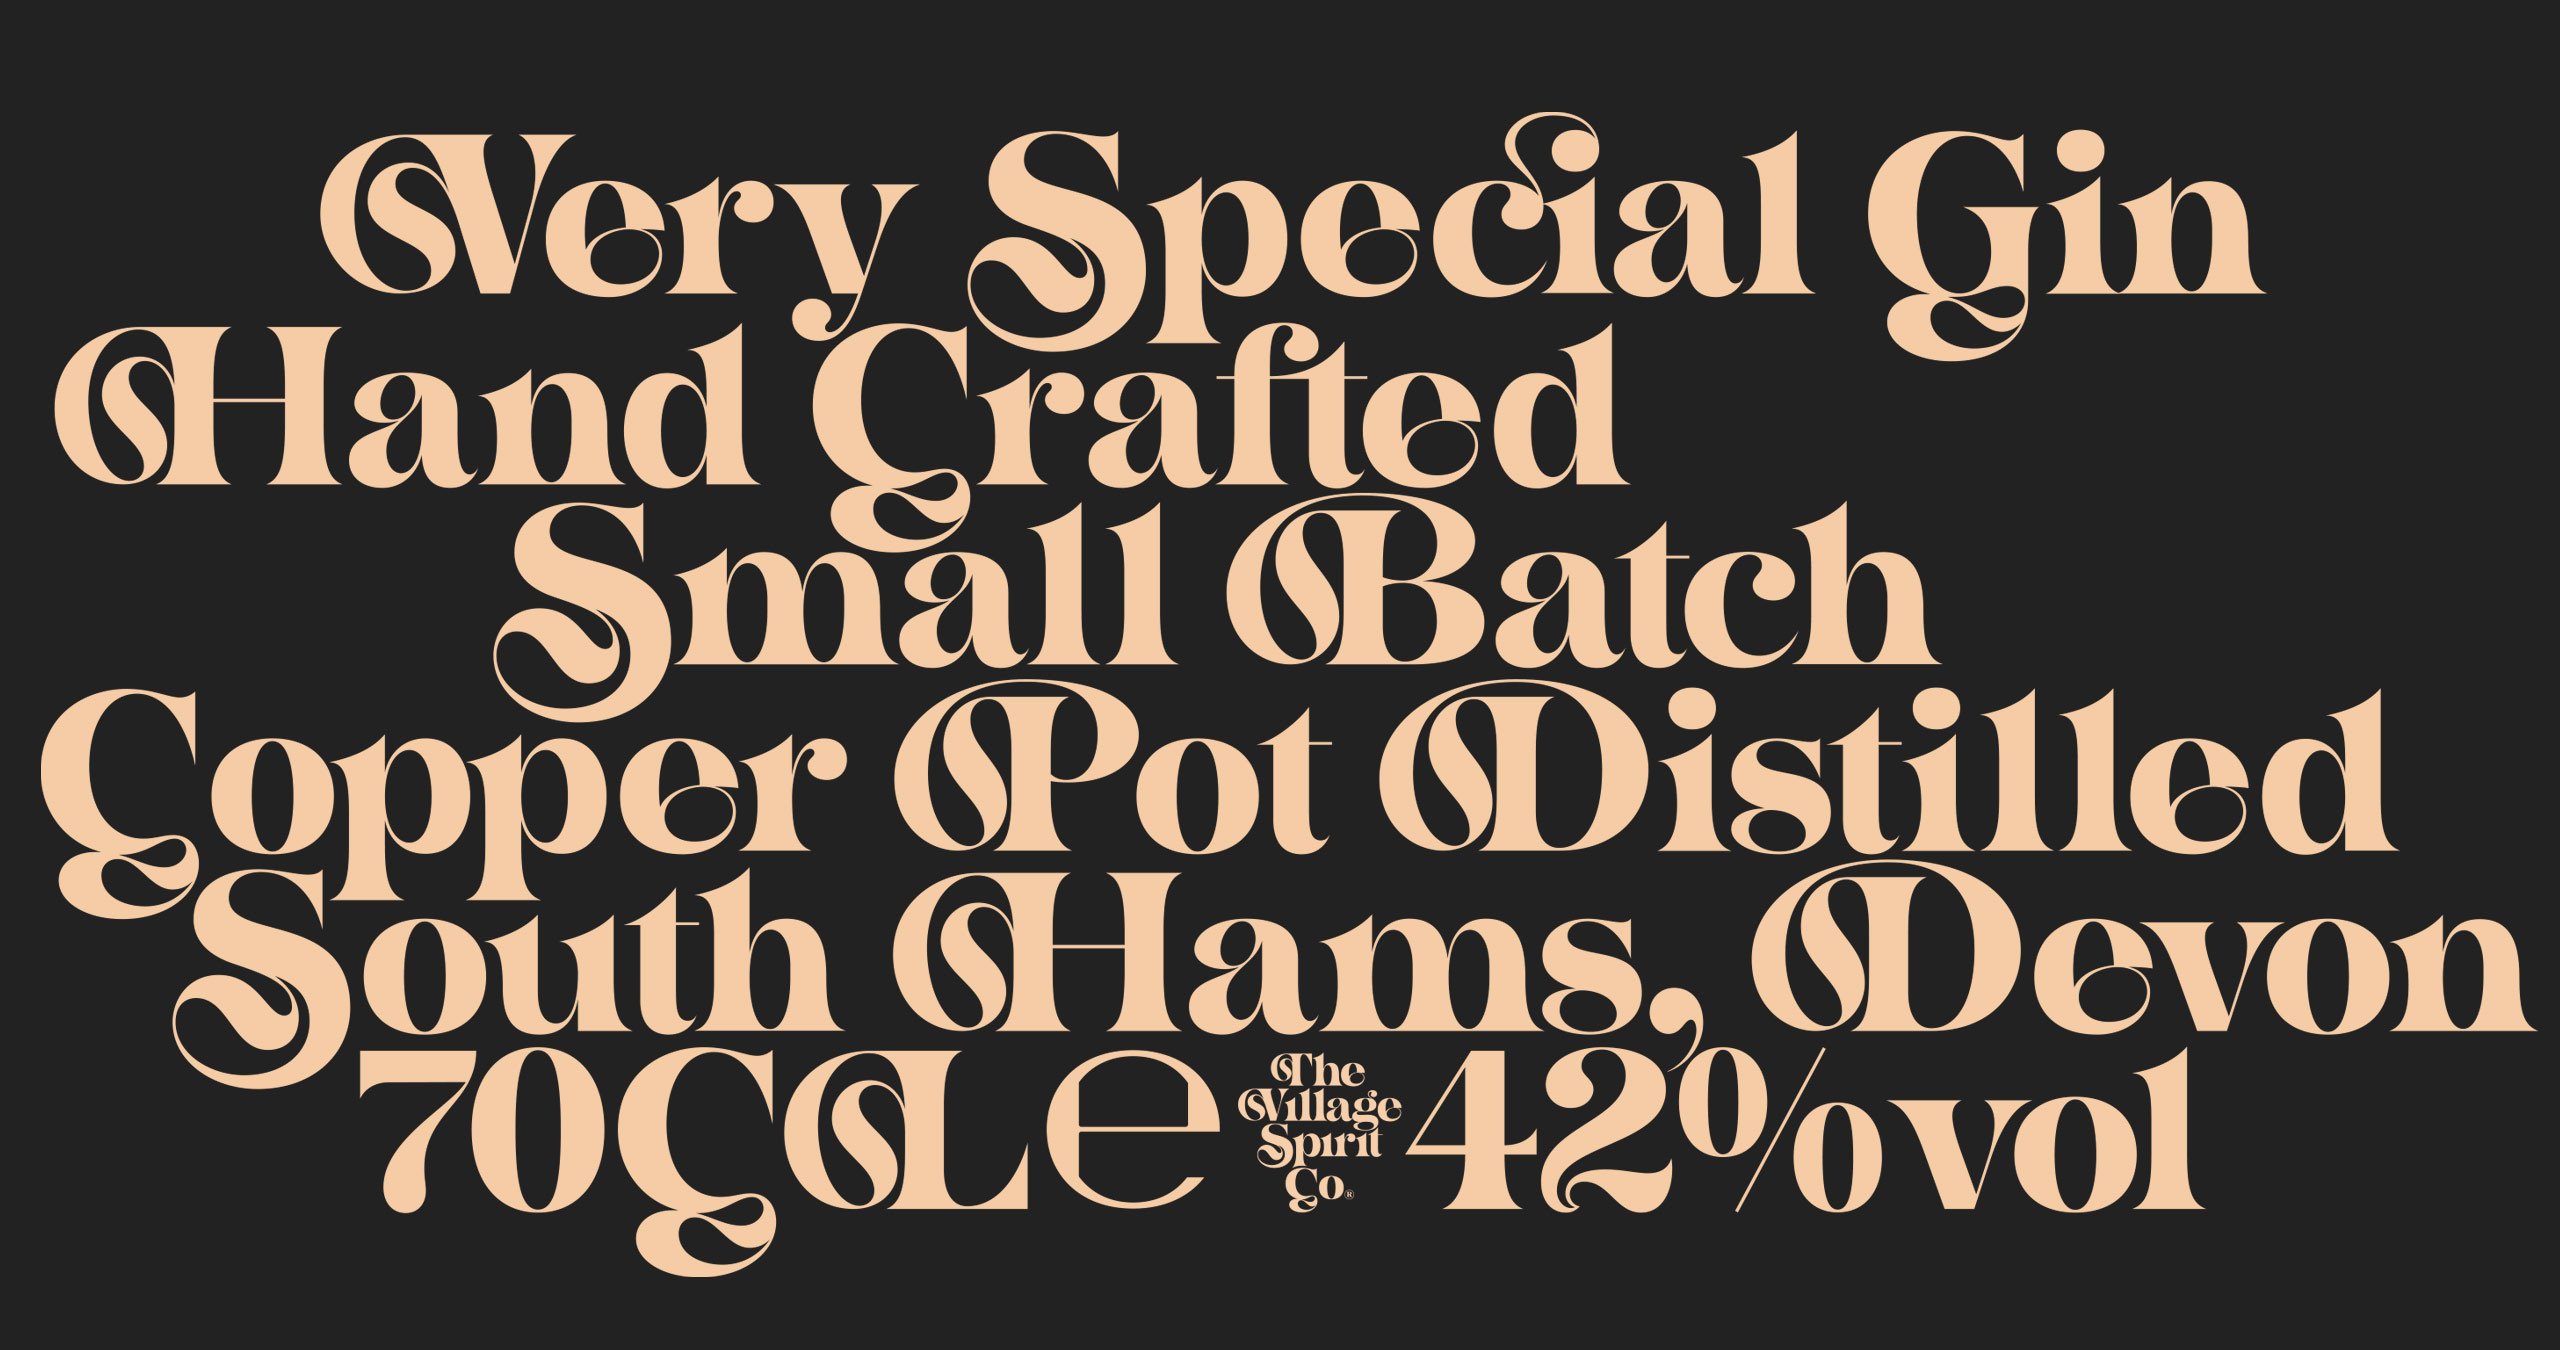 Very Special Gin
Hand Crafted
Small Batch
Copper Pot Distilled
South Hams, Devon
70CL ℮ The Village Spirit Co® 42%vol